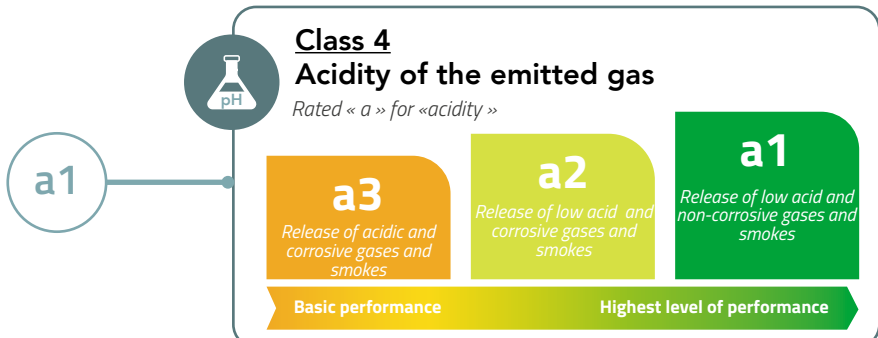 Class 4
Acidity of the emitted gas
Rated « a » for «acidity »
pH
a1
a3
Release of acidic and
corrosive gases and
smokes
a2
Release of low acid  and
corrosive gases and
smokes
a1
Release of low acid and
non-corrosive gases and
smokes
Basic performance
Highest level of performance